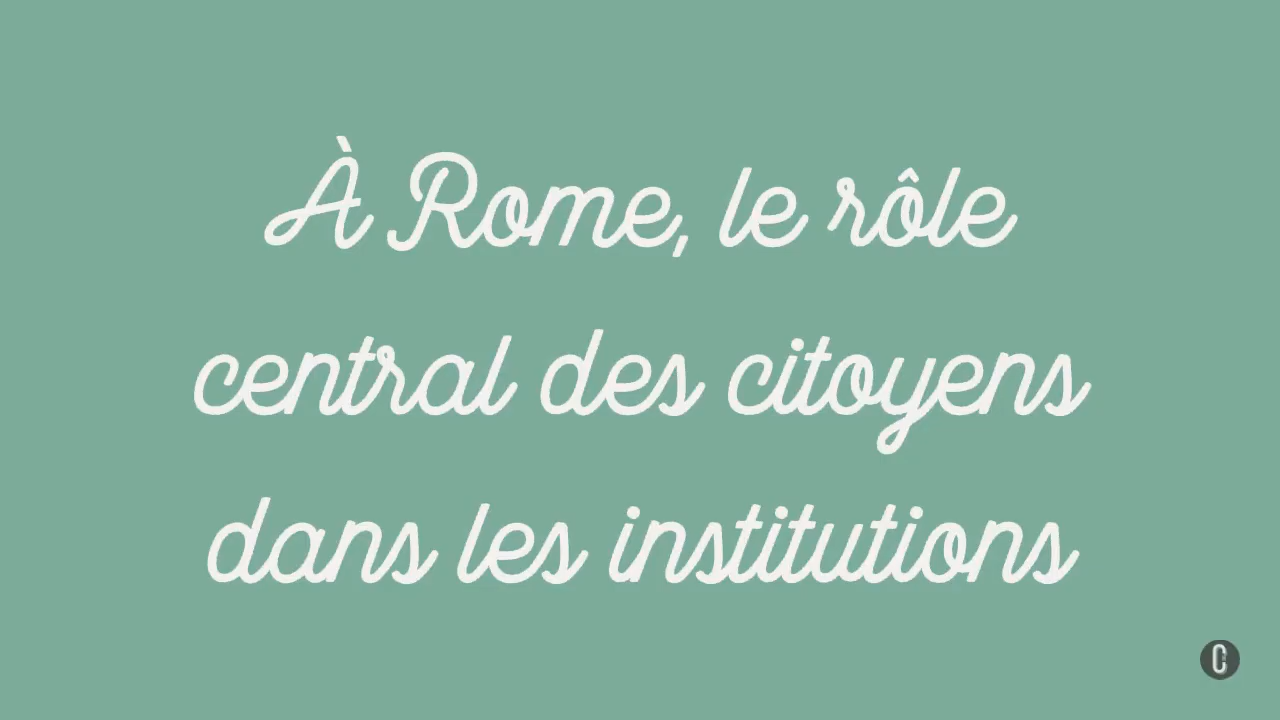 À Rome, le rôle
central des citoyens
dans les institutions
C